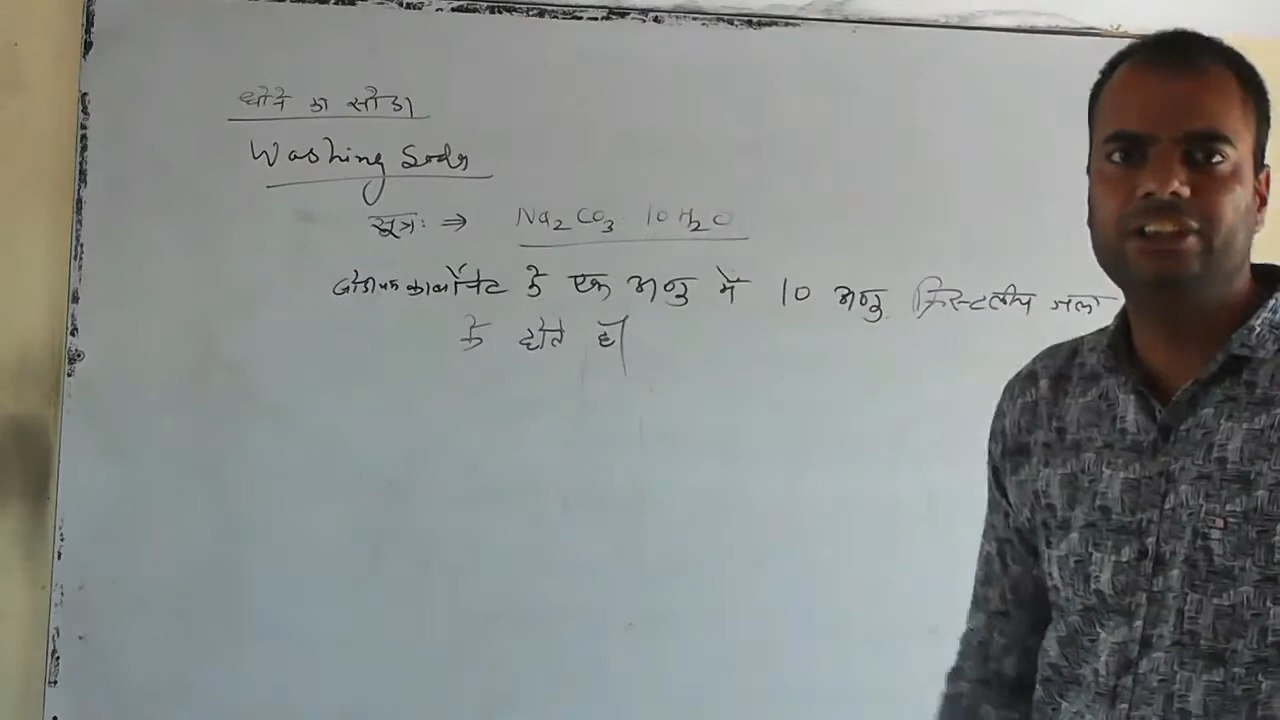 धोने का सोडा
Washing Soda
सूत्रः ⇒ Na₂CO₃ 10H₂O
सोडियम कार्बोनेट के एक अणु में 10 अणु क्रिस्टलीय जल
के होते हैं।